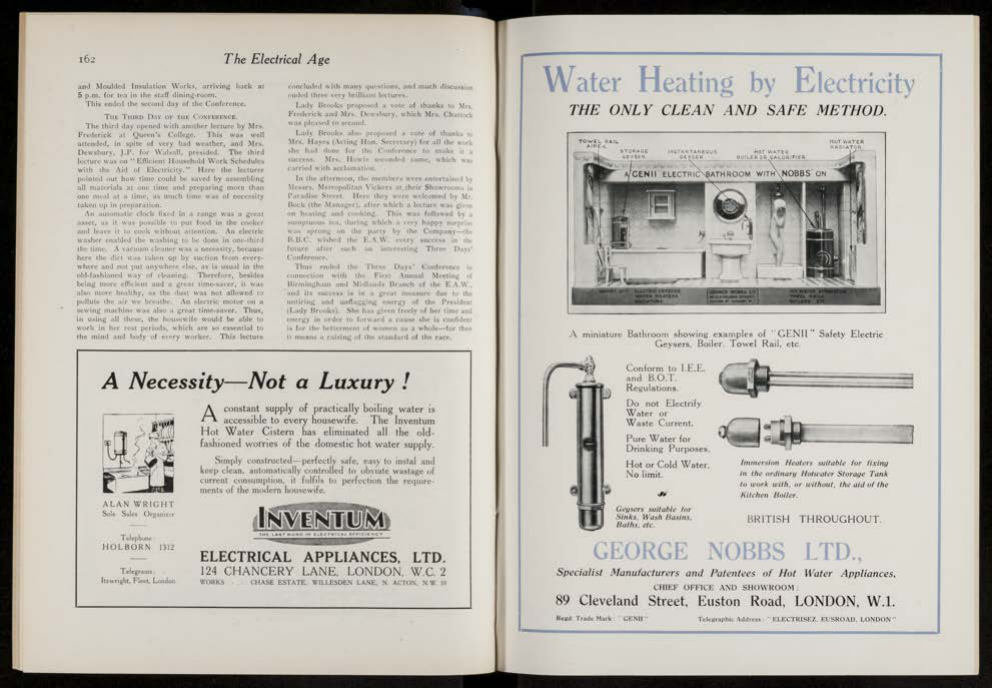 162
The Electrical Age
and Moulded Insulation Works, arriving back at
5 p.m. for tea in the staff dining-room.
This ended the second day of the Conference.
THE THIRD DAY OF THE CONFERENCE.
The third day opened with another lecture by Mrs.
Frederick at Queen's College. This was well
attended, in spite of very bad weather, and Mrs.
Dewsbury, J.P. for Walsall, presided. The third
lecture was on "Efficient Household Work Schedules
with the Aid of Electricity." Here the lecturer
pointed out how time could be saved by assembling
all materials at one time and preparing more than
one meal at a time, as much time was of necessity
taken up in preparation.
An automatic clock fixed in a range was a great
asset, as it was possible to put food in the cooker
and leave it to cook without attention. An electric
washer enabled the washing to be done in one-third
the time. A vacuum cleaner was a necessity, because
here the dirt was taken up by suction from every-
where and not put anywhere else, as is usual in the
old-fashioned way of cleaning. Therefore, besides
being more efficient and a great time-saver, it was
also more healthy, as the dust was not allowed to
pollute the air we breathe. An electric motor on a
sewing machine was also a great time-saver. Thus,
in using all these, the housewife would be able to
work in her rest periods, which are so essential to
the mind and body of every worker. This lecture
concluded with many questions, and much discussion
ended three very brilliant lectures.
Lady Brooks proposed a vote of thanks to Mrs.
Frederick and Mrs. Dewsbury, which Mrs. Chattock
was pleased to second.
Lady Brooks also proposed a vote of thanks to
Mrs. Hayes (Acting Hon. Secretary) for all the work
she had done for the Conference to make it a
success. Mrs. Howis seconded same, which was
carried with acclamation.
In the afternoon, the members were entertained by
Messrs. Metropolitan Vickers at their Showrooms in
Paradise Street. Here they were welcomed by Mr.
Bock (the Manager), after which a lecture was given
on heating and cooking. This was followed by a
sumptuous tea, during which a very happy surprise
was sprung on the party by the Company—the
B.B.C. wished the E.A.W. every success in the
future after such an interesting Three Days'
Conference.
Thus ended the Three Days' Conference in
connection with the First Annual Meeting of
Birmingham and Midlands Branch of the E.A.W.,
and its success is in a great measure due to the
untiring and unflagging energy of the President
(Lady Brooks). She has given freely of her time and
energy in order to forward a cause she is confident
is for the betterment of women as a whole—for thus
it means a raising of the standard of the race.
A Necessity—Not a Luxury !
A constant supply of practically boiling water is
accessible to every housewife. The Inventum
Hot Water Cistern has eliminated all the old-
fashioned worries of the domestic hot water supply.
Simply constructed—perfectly safe, easy to instal and
keep clean, automatically controlled to obviate wastage of
current consumption, it fulfils to perfection the require-
ments of the modern housewife.
ALAN WRIGHT
Sole Sales Organizer
Telephone:
HOLBORN 1312
Telegrams:
Itswright, Fleet, London
INVENTUM
THE LAST WORD IN ELECTRICAL EFFICIENCY
ELECTRICAL APPLIANCES, LTD.
124 CHANCERY LANE, LONDON, W.C. 2
WORKS CHASE ESTATE, WILLESDEN LANE, N. ACTON, N.W. 10
Water Heating by Electricity
THE ONLY CLEAN AND SAFE METHOD.
TOWEL RAIL
AIRER.
STORAGE
GEYSER
INSTANTANEOUS
GEYSER
HOT WATER
BOILER OR CALORIFIER
HOT WATER
RADIATOR
A GENII ELECTRIC BATHROOM WITH NOBBS' ON
A miniature Bathroom showing examples of "GENII" Safety Electric
Geysers, Boiler, Towel Rail, etc.
Conform to I.E.E.
and B.O.T.
Regulations.
Do not Electrify
Water or
Waste Current.
Pure Water for
Drinking Purposes.
Hot or Cold Water,
No limit.
Geysers suitable for
Sinks, Wash Basins,
Baths, etc.
Immersion Heaters suitable for fixing
in the ordinary Hotwater Storage Tank
to work with, or without, the aid of the
Kitchen Boiler.
BRITISH THROUGHOUT.
GEORGE NOBBS LTD.,
Specialist Manufacturers and Patentees of Hot Water Appliances,
CHIEF OFFICE AND SHOWROOM:
89 Cleveland Street, Euston Road, LONDON, W.1.
Regd. Trade Mark: "GENII"
Telegraphic Address: "ELECTRISEZ, EUSROAD, LONDON"